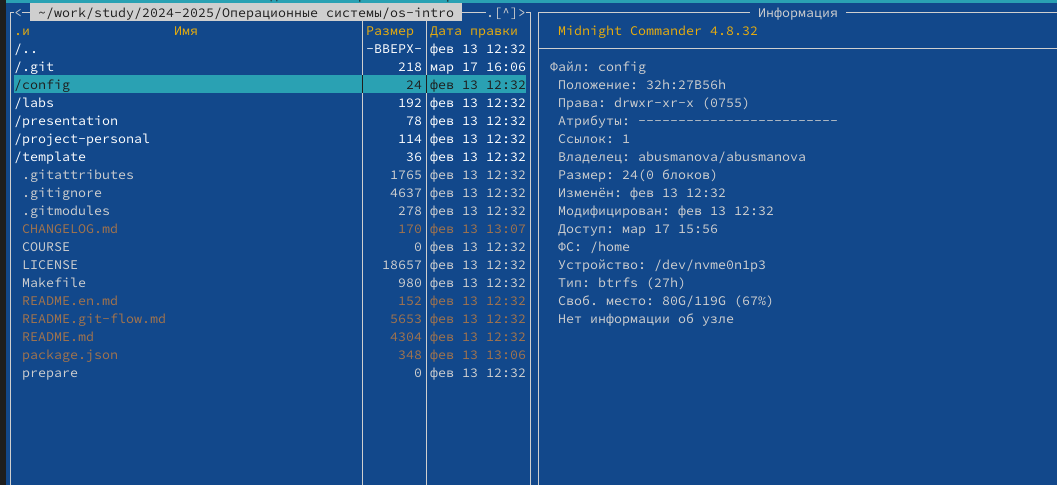 <─ ~/work/study/2024-2025/Операционные системы/os-intro ──.[^]>
.и Имя Размер Дата правки
/.. -ВВЕРХ- фев 13 12:32
/.git 218 мар 17 16:06
/config 24 фев 13 12:32
/labs 192 фев 13 12:32
/presentation 78 фев 13 12:32
/project-personal 114 фев 13 12:32
/template 36 фев 13 12:32
.gitattributes 1765 фев 13 12:32
.gitignore 4637 фев 13 12:32
.gitmodules 278 фев 13 12:32
CHANGELOG.md 170 фев 13 13:07
COURSE 0 фев 13 12:32
LICENSE 18657 фев 13 12:32
Makefile 980 фев 13 12:32
README.en.md 152 фев 13 12:32
README.git-flow.md 5653 фев 13 12:32
README.md 4304 фев 13 12:32
package.json 348 фев 13 13:06
prepare 0 фев 13 12:32
Информация
Midnight Commander 4.8.32
Файл: config
Положение: 32h:27B56h
Права: drwxr-xr-x (0755)
Атрибуты: -------------------------
Ссылок: 1
Владелец: abusmanova/abusmanova
Размер: 24(0 блоков)
Изменён: фев 13 12:32
Модифицирован: фев 13 12:32
Доступ: мар 17 15:56
ФС: /home
Устройство: /dev/nvme0n1p3
Тип: btrfs (27h)
Своб. место: 80G/119G (67%)
Нет информации об узле